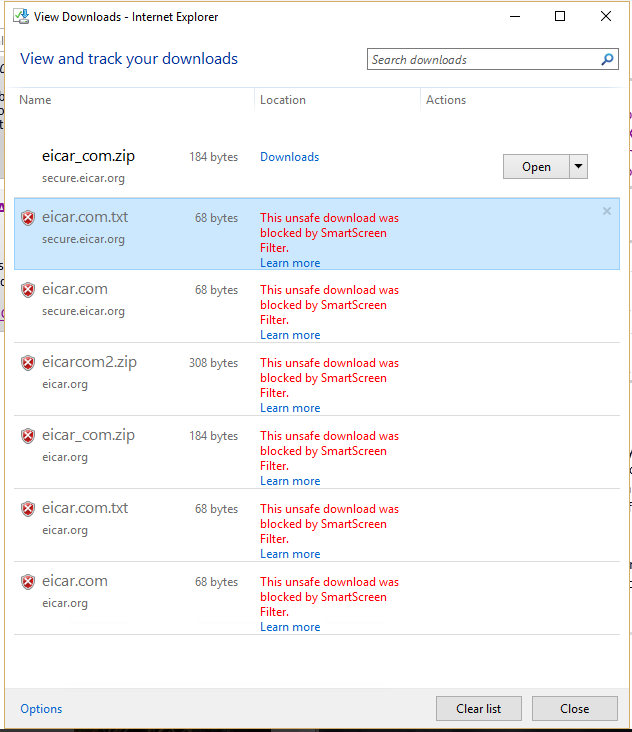 View Downloads - Internet Explorer
View and track your downloads
Search downloads
Name Location Actions
eicar_com.zip 184 bytes Downloads Open
secure.eicar.org
eicar.com.txt 68 bytes This unsafe download was
secure.eicar.org blocked by SmartScreen
Filter.
Learn more
eicar.com 68 bytes This unsafe download was
secure.eicar.org blocked by SmartScreen
Filter.
Learn more
eicarcom2.zip 308 bytes This unsafe download was
eicar.org blocked by SmartScreen
Filter.
Learn more
eicar_com.zip 184 bytes This unsafe download was
eicar.org blocked by SmartScreen
Filter.
Learn more
eicar.com.txt 68 bytes This unsafe download was
eicar.org blocked by SmartScreen
Filter.
Learn more
eicar.com 68 bytes This unsafe download was
eicar.org blocked by SmartScreen
Filter.
Learn more
Options Clear list Close